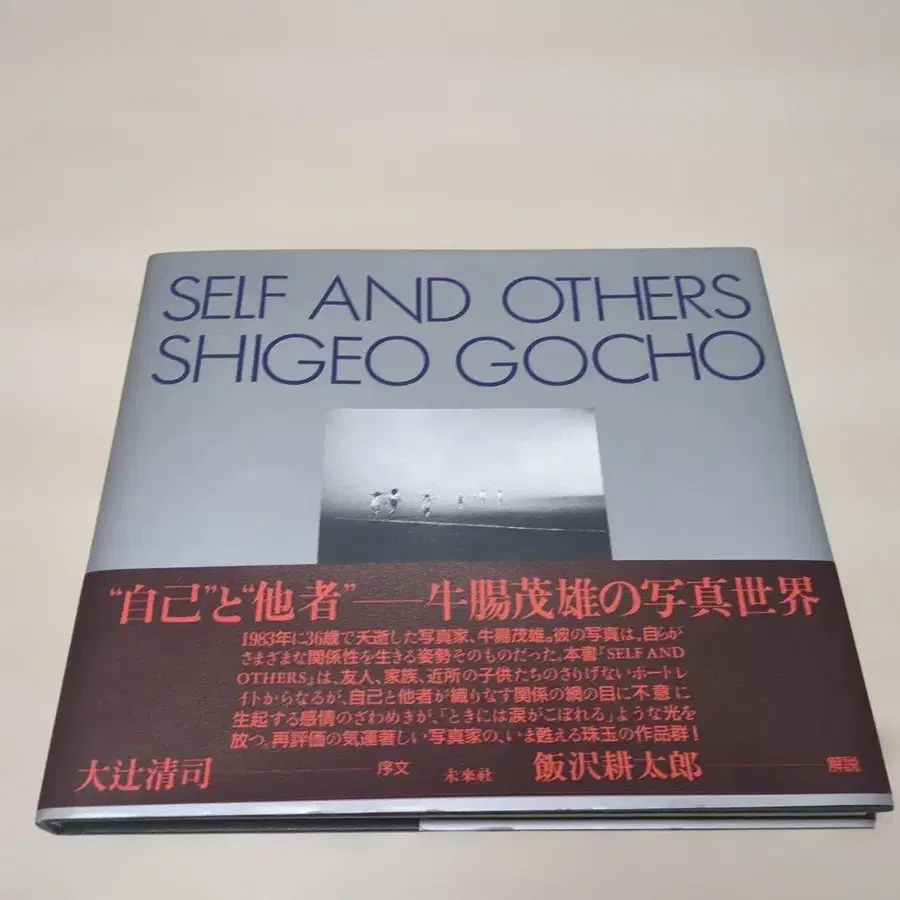 SELF AND OTHERS
SHIGEO GOCHO
“自己”と“他者”——牛腸茂雄の写真世界
1983年に36歳で夭逝した写真家、牛腸茂雄。彼の写真は、自らが
さまざまな関係性を生きる姿勢そのものだった。本書『SELF AND
OTHERS』は、友人、家族、近所の子供たちのさりげないポートレ
イトからなるが、自己と他者が織りなす関係の網の目に不意に
生起する感情のざわめきが、「ときには涙がこぼれる」ような光を
放つ。再評価の気運著しい写真家の、いま甦える珠玉の作品群！
大辻清司——序文 未來社 飯沢耕太郎——解説